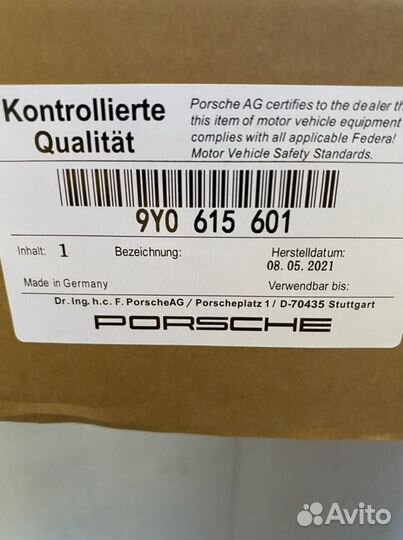 Kontrollierte
Qualität
Porsche AG certifies to the dealer th
this item of motor vehicle equipment
complies with all applicable Federal
Motor Vehicle Safety Standards.
9Y0 615 601
Inhalt: 1 Bezeichnung: Herstelldatum:
08. 05. 2021
Made in Germany Verwendbar bis:
Dr. Ing. h.c. F. PorscheAG / Porscheplatz 1 / D-70435 Stuttgart
PORSCHE
Avito